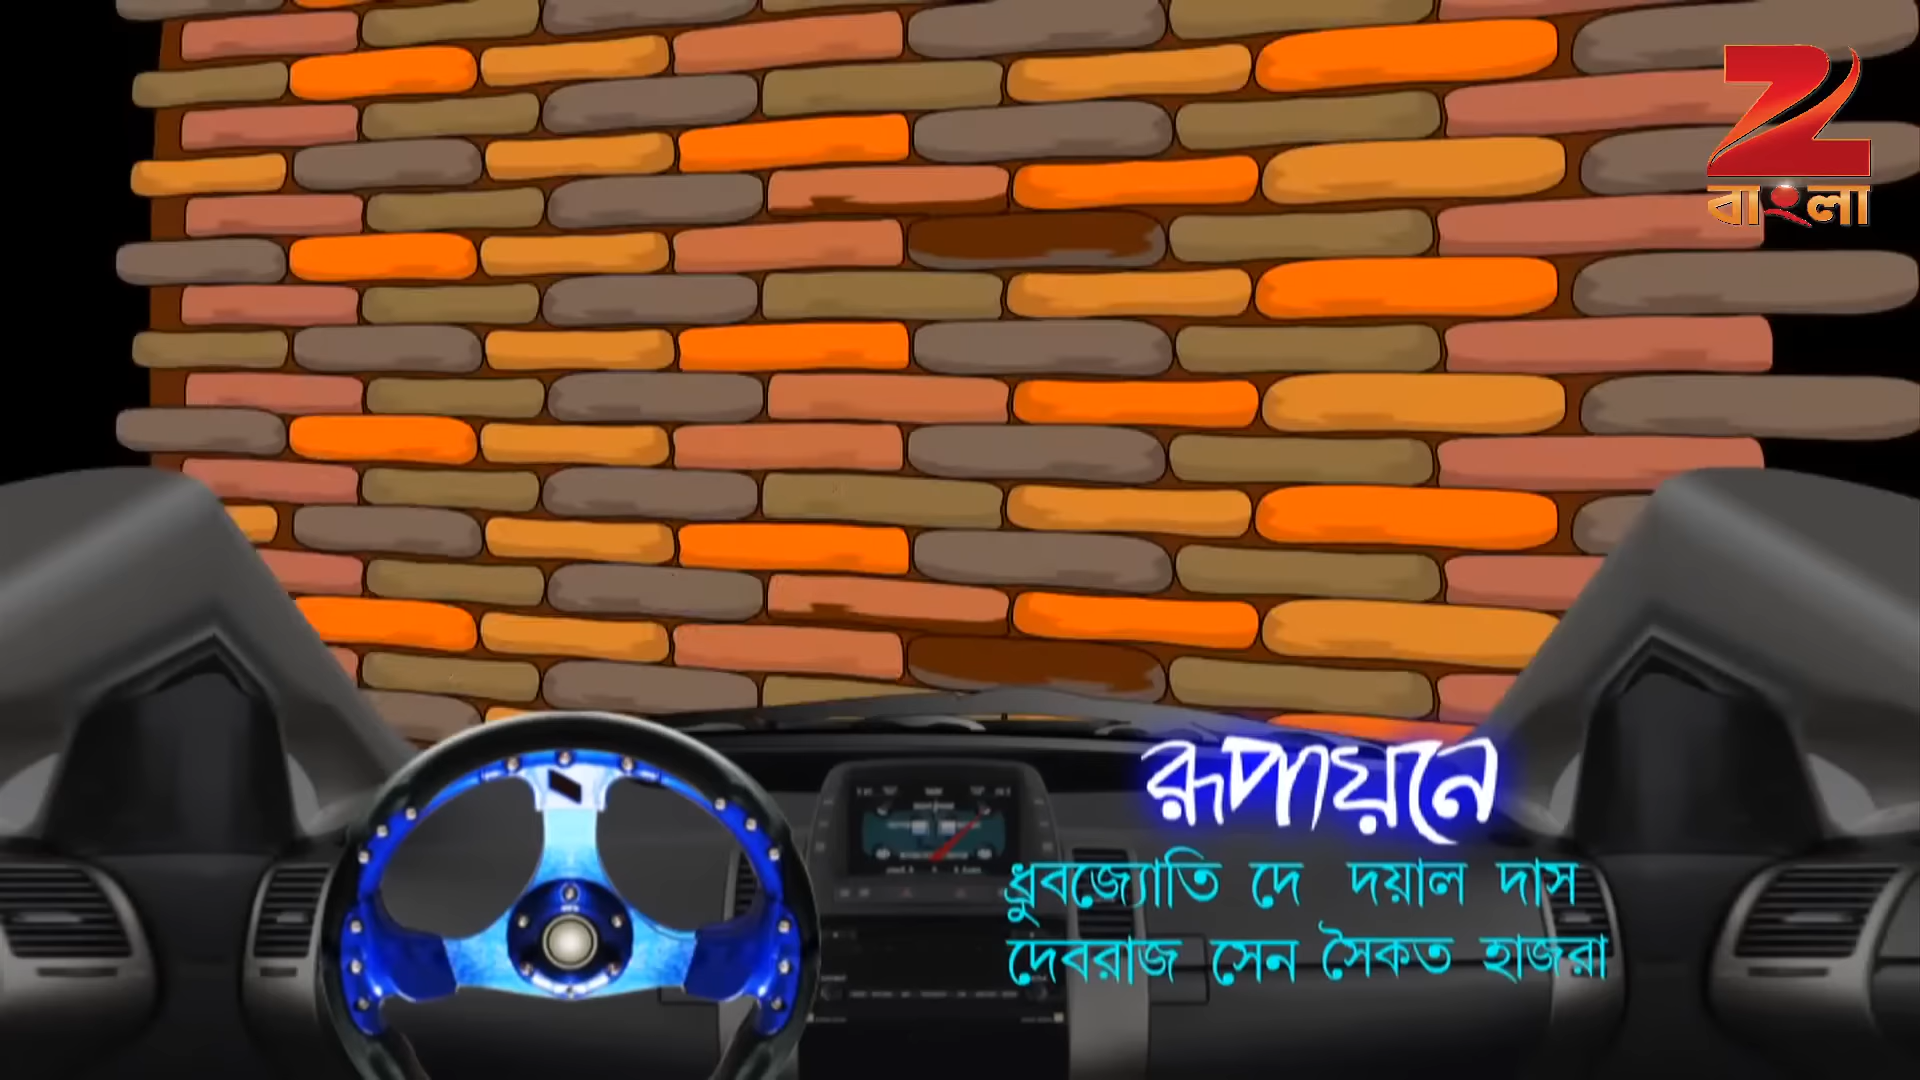 বাংলা
রূপায়নে
ধ্রুবজ্যোতি দে দয়াল দাস
দেবরাজ সেন সৈকত হাজরা